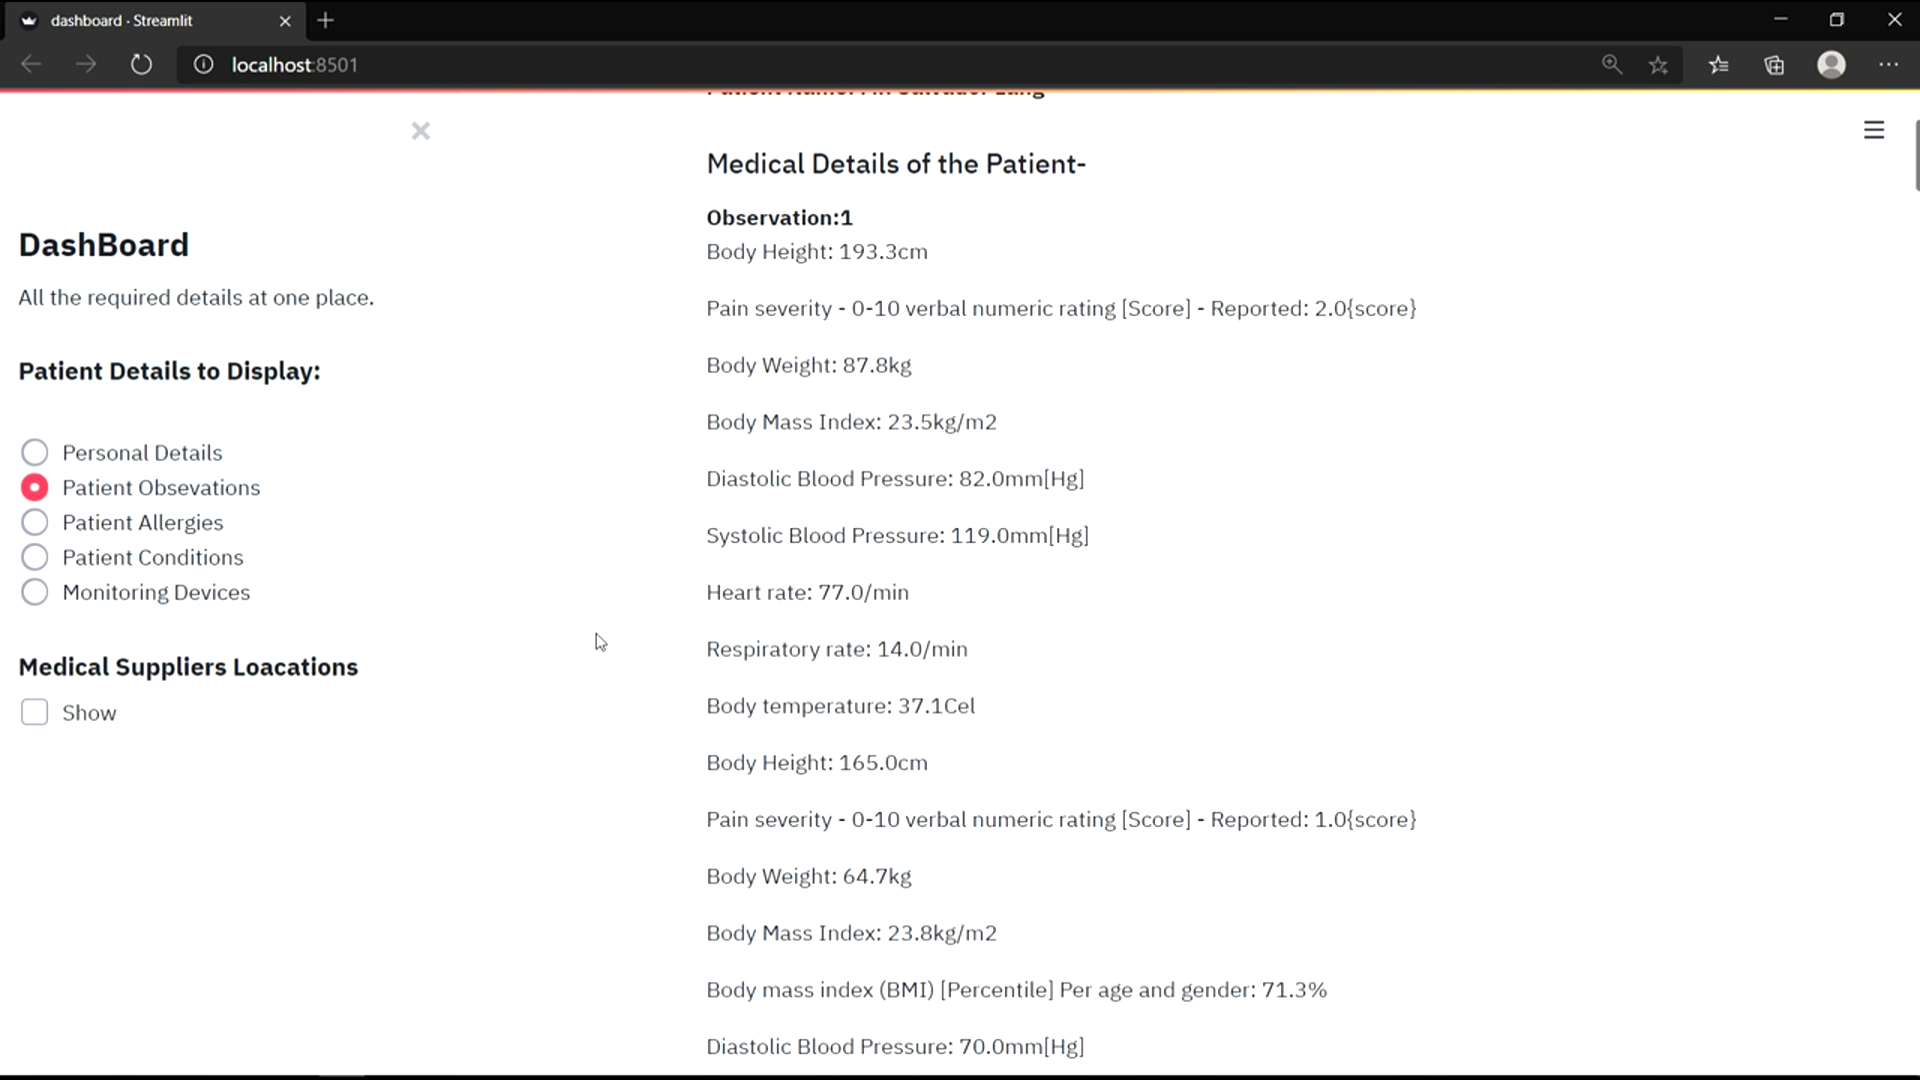 dashboard · Streamlit
localhost:8501
DashBoard
All the required details at one place.
Patient Details to Display:
Personal Details
Patient Obsevations
Patient Allergies
Patient Conditions
Monitoring Devices
Medical Suppliers Loacations
Show
Medical Details of the Patient-
Observation:1
Body Height: 193.3cm
Pain severity - 0-10 verbal numeric rating [Score] - Reported: 2.0{score}
Body Weight: 87.8kg
Body Mass Index: 23.5kg/m2
Diastolic Blood Pressure: 82.0mm[Hg]
Systolic Blood Pressure: 119.0mm[Hg]
Heart rate: 77.0/min
Respiratory rate: 14.0/min
Body temperature: 37.1Cel
Body Height: 165.0cm
Pain severity - 0-10 verbal numeric rating [Score] - Reported: 1.0{score}
Body Weight: 64.7kg
Body Mass Index: 23.8kg/m2
Body mass index (BMI) [Percentile] Per age and gender: 71.3%
Diastolic Blood Pressure: 70.0mm[Hg]